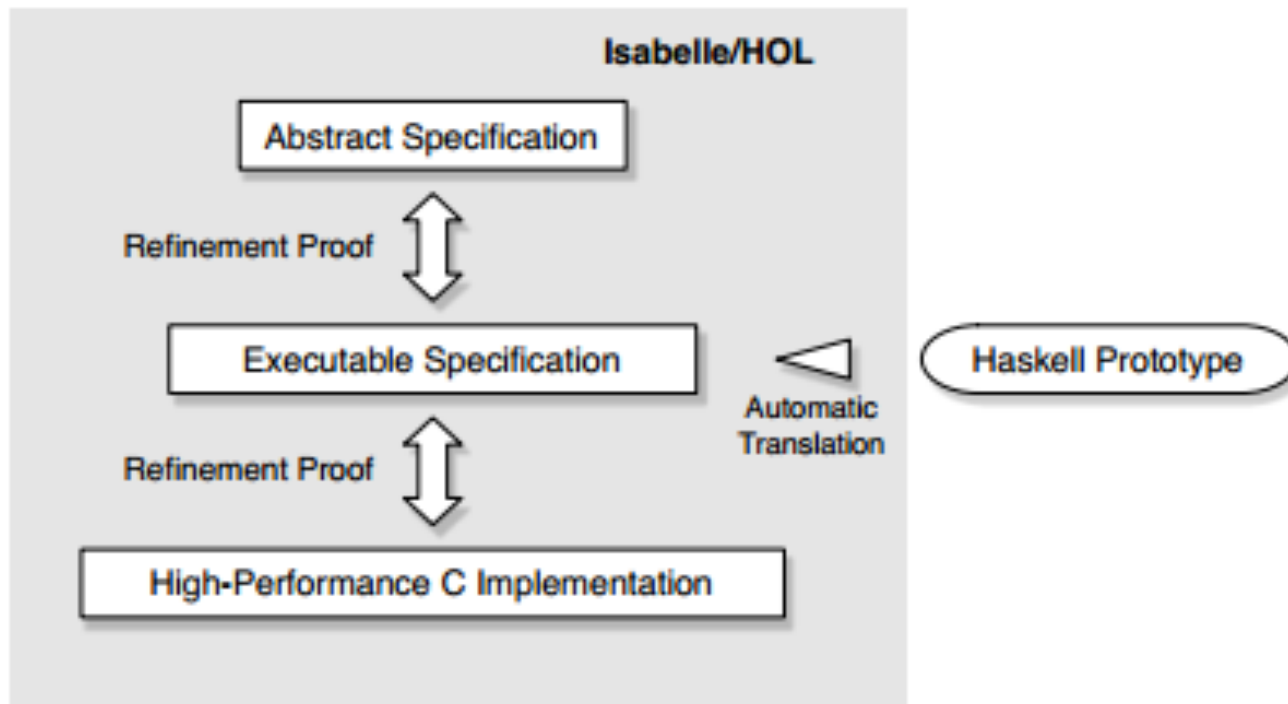 Isabelle/HOL
Abstract Specification
Refinement Proof
Executable Specification
Haskell Prototype
Automatic
Translation
Refinement Proof
High-Performance C Implementation